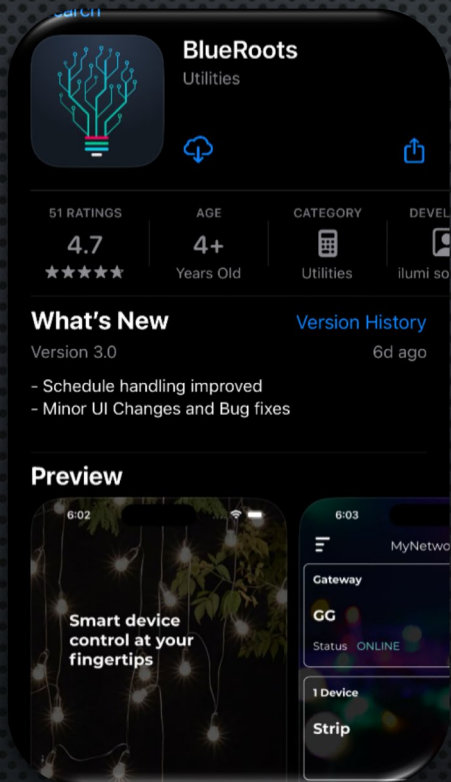 BlueRoots
Utilities
51 RATINGS
4.7
AGE
4+
Years Old
CATEGORY
Utilities
What's New
Version History
Version 3.0
6d ago
- Schedule handling improved
- Minor UI Changes and Bug fixes
Preview
6:02
Smart device
control at your
fingertips
6:03
Gateway
GG
Status ONLINE
1 Device
Strip